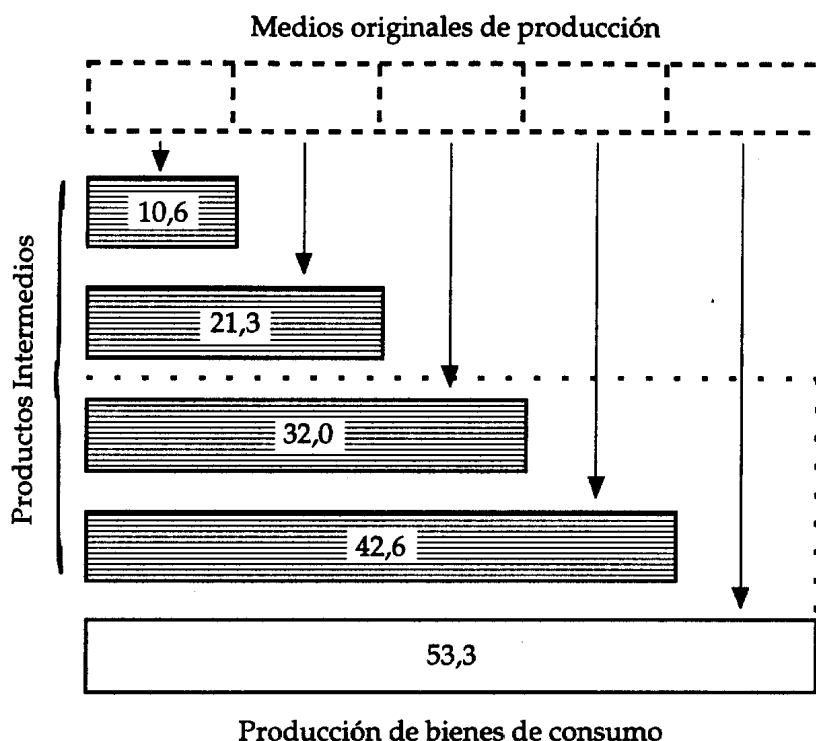 Medios originales de producción
10,6
Productos Intermedios
21,3
32,0
42,6
53,3
Producción de bienes de consumo